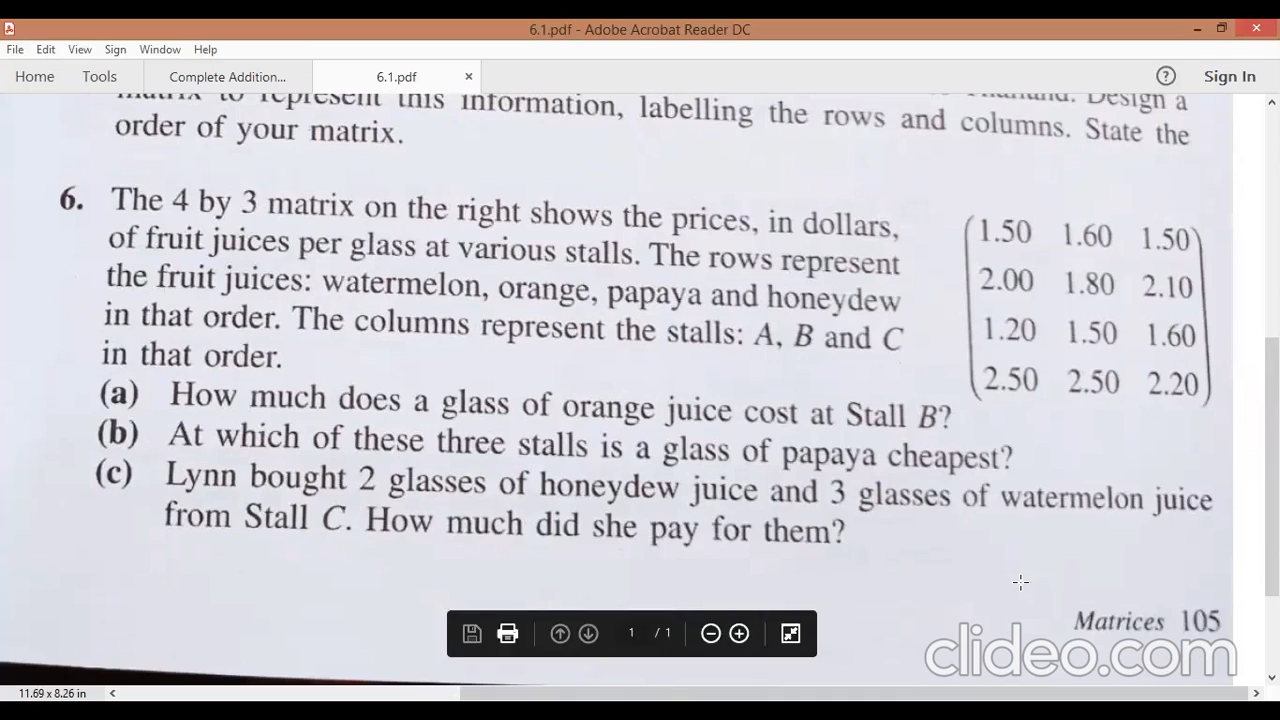 6.1.pdf - Adobe Acrobat Reader DC
File Edit View Sign Window Help
Home Tools Complete Addition... 6.1.pdf × ? Sign In
matrix to represent this information, labelling the rows and columns. State the
Thailand. Design a
order of your matrix.
6. The 4 by 3 matrix on the right shows the prices, in dollars,
of fruit juices per glass at various stalls. The rows represent
the fruit juices: watermelon, orange, papaya and honeydew
in that order. The columns represent the stalls: A, B and C
in that order.
1.50 1.60 1.50
2.00 1.80 2.10
1.20 1.50 1.60
2.50 2.50 2.20
(a) How much does a glass of orange juice cost at Stall B?
(b) At which of these three stalls is a glass of papaya cheapest?
(c) Lynn bought 2 glasses of honeydew juice and 3 glasses of watermelon juice
from Stall C. How much did she pay for them?
1 / 1
Matrices 105
clideo.com
11.69 x 8.26 in